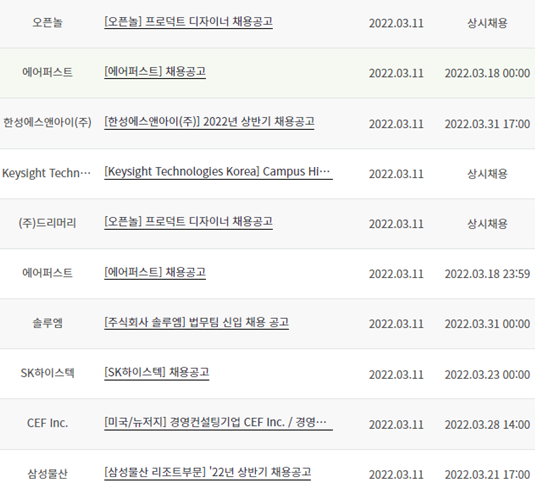 오픈놀 [오픈놀] 프로덕트 디자이너 채용공고 2022.03.11 상시채용
에어퍼스트 [에어퍼스트] 채용공고 2022.03.11 2022.03.18 00:00
한성에스앤아이(주) [한성에스앤아이(주)] 2022년 상반기 채용공고 2022.03.11 2022.03.31 17:00
Keysight Techn··· [Keysight Technologies Korea] Campus Hi··· 2022.03.11 상시채용
(주)드리머리 [오픈놀] 프로덕트 디자이너 채용공고 2022.03.11 상시채용
에어퍼스트 [에어퍼스트] 채용공고 2022.03.11 2022.03.18 23:59
솔루엠 [주식회사 솔루엠] 법무팀 신입 채용 공고 2022.03.11 2022.03.31 00:00
SK하이스텍 [SK하이스텍] 채용공고 2022.03.11 2022.03.23 00:00
CEF Inc. [미국/뉴저지] 경영컨설팅기업 CEF Inc. / 경영··· 2022.03.11 2022.03.28 14:00
삼성물산 [삼성물산 리조트부문] '22년 상반기 채용공고 2022.03.11 2022.03.21 17:00